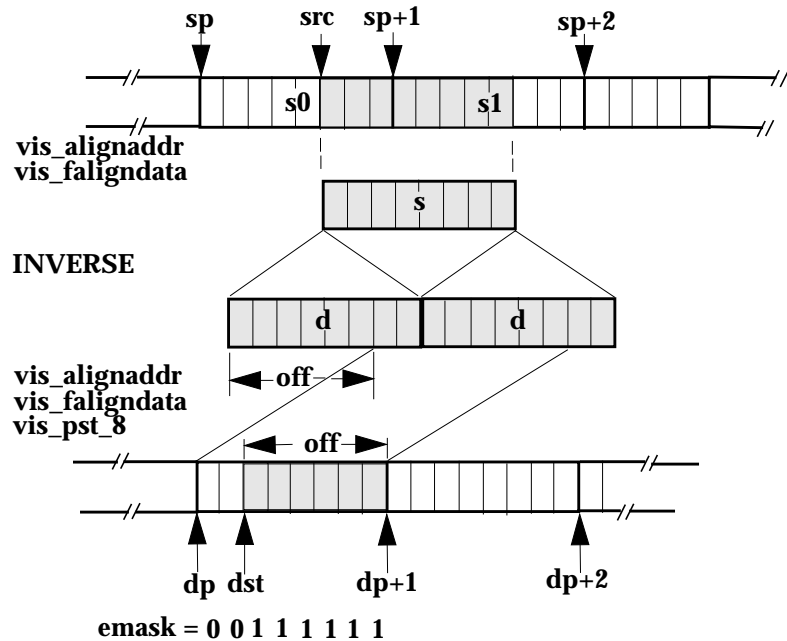 sp src sp+1 sp+2
s0 s1
vis_alignaddr
vis_faligndata
s
INVERSE
d d
off
vis_alignaddr
vis_faligndata
vis_pst_8
off
dp dst dp+1 dp+2
emask = 0 0 1 1 1 1 1 1